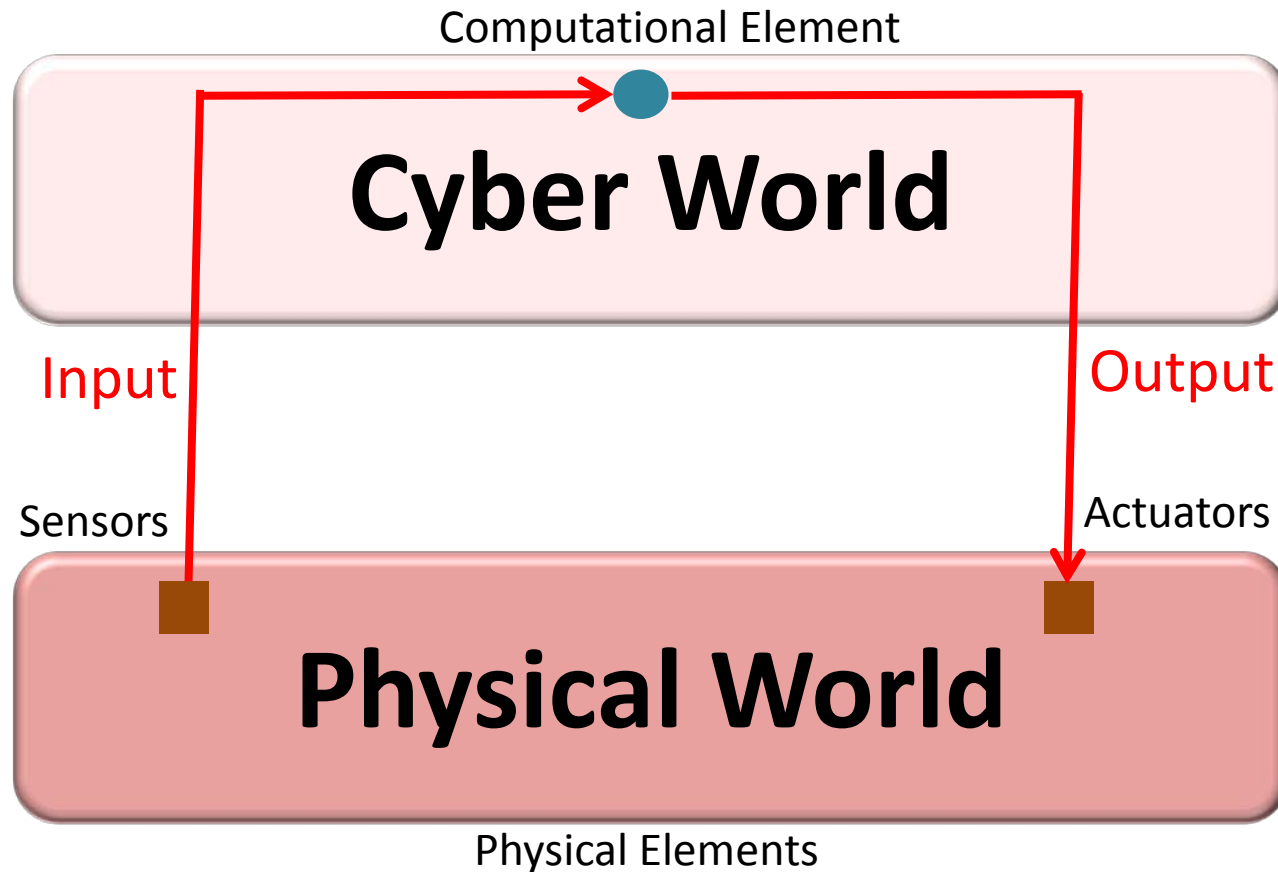 Computational Element
Cyber World
Input
Output
Sensors
Actuators
Physical World
Physical Elements